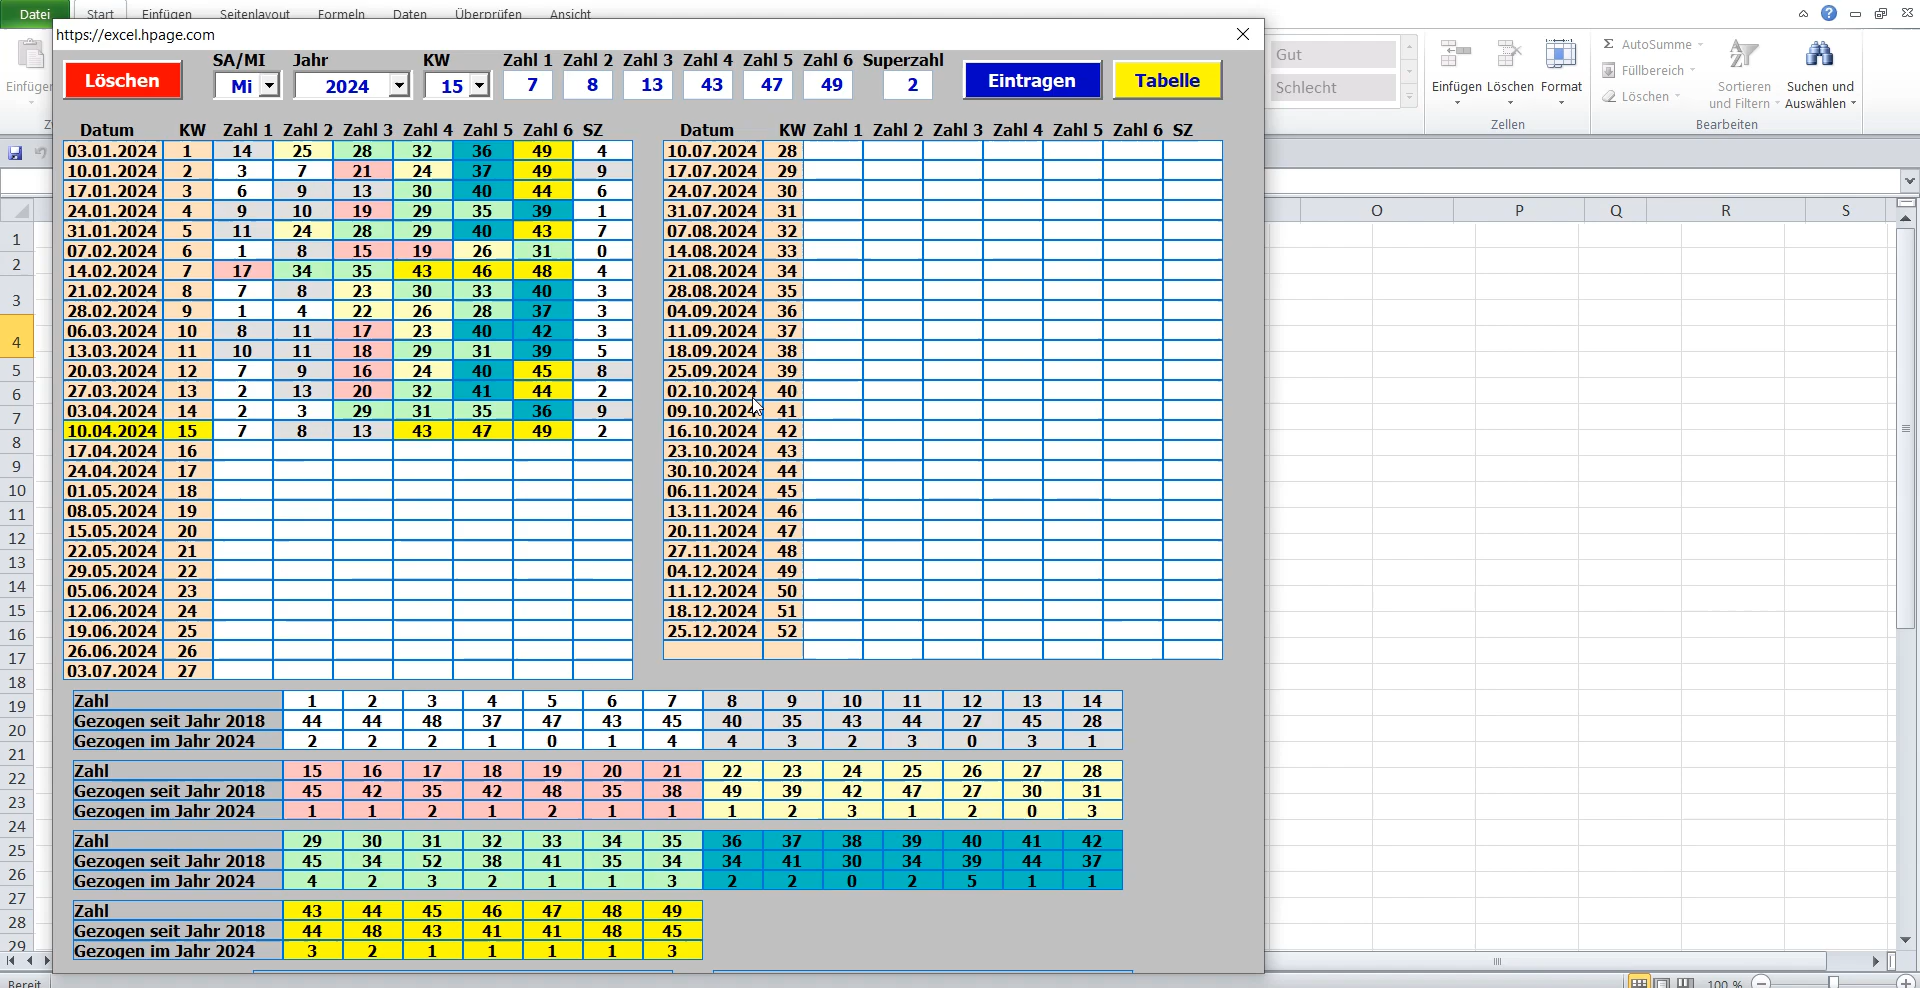 Datei Start Einfügen Seitenlayout Formeln Daten Überprüfen Ansicht
https://excel.hpage.com
Löschen
SA/MI Jahr KW Zahl 1 Zahl 2 Zahl 3 Zahl 4 Zahl 5 Zahl 6 Superzahl
Mi 2024 15 7 8 13 43 47 49 2
Eintragen Tabelle
Datum KW Zahl 1 Zahl 2 Zahl 3 Zahl 4 Zahl 5 Zahl 6 SZ
03.01.2024 1 14 25 28 32 36 49 4
10.01.2024 2 3 7 21 24 37 49 9
17.01.2024 3 6 9 13 30 40 44 6
24.01.2024 4 9 10 19 29 35 39 1
31.01.2024 5 11 24 28 29 40 43 7
07.02.2024 6 1 8 15 19 26 31 0
14.02.2024 7 17 34 35 43 46 48 4
21.02.2024 8 7 8 23 30 33 40 3
28.02.2024 9 1 4 22 26 28 37 3
06.03.2024 10 8 11 17 23 40 42 3
13.03.2024 11 10 11 18 29 31 39 5
20.03.2024 12 7 9 16 24 40 45 8
27.03.2024 13 2 13 20 32 41 44 2
03.04.2024 14 2 3 29 31 35 36 9
10.04.2024 15 7 8 13 43 47 49 2
17.04.2024 16
24.04.2024 17
01.05.2024 18
08.05.2024 19
15.05.2024 20
22.05.2024 21
29.05.2024 22
05.06.2024 23
12.06.2024 24
19.06.2024 25
26.06.2024 26
03.07.2024 27
Datum KW Zahl 1 Zahl 2 Zahl 3 Zahl 4 Zahl 5 Zahl 6 SZ
10.07.2024 28
17.07.2024 29
24.07.2024 30
31.07.2024 31
07.08.2024 32
14.08.2024 33
21.08.2024 34
28.08.2024 35
04.09.2024 36
11.09.2024 37
18.09.2024 38
25.09.2024 39
02.10.2024 40
09.10.2024 41
16.10.2024 42
23.10.2024 43
30.10.2024 44
06.11.2024 45
13.11.2024 46
20.11.2024 47
27.11.2024 48
04.12.2024 49
11.12.2024 50
18.12.2024 51
25.12.2024 52
Zahl 1 2 3 4 5 6 7 8 9 10 11 12 13 14
Gezogen seit Jahr 2018 44 44 48 37 47 43 45 40 35 43 44 27 45 28
Gezogen im Jahr 2024 2 2 2 1 0 1 4 4 3 2 3 0 3 1
Zahl 15 16 17 18 19 20 21 22 23 24 25 26 27 28
Gezogen seit Jahr 2018 45 42 35 42 48 35 38 49 39 42 47 27 30 31
Gezogen im Jahr 2024 1 1 2 1 2 1 1 1 2 3 1 2 0 3
Zahl 29 30 31 32 33 34 35 36 37 38 39 40 41 42
Gezogen seit Jahr 2018 45 34 52 38 41 35 34 34 41 30 34 39 44 37
Gezogen im Jahr 2024 4 2 3 2 1 1 3 2 2 0 2 5 1 1
Zahl 43 44 45 46 47 48 49
Gezogen seit Jahr 2018 44 48 43 41 41 48 45
Gezogen im Jahr 2024 3 2 1 1 1 1 3
Gut
Schlecht
Einfügen Löschen Format
Zellen
Σ AutoSumme
Füllbereich
Löschen
Sortieren
und Filtern
Suchen und
Auswählen
Bearbeiten
O P Q R S
1
2
3
4
5
6
7
8
9
10
11
12
13
14
15
16
17
18
19
20
21
22
23
24
25
26
27
28
29
Bereit
100 %